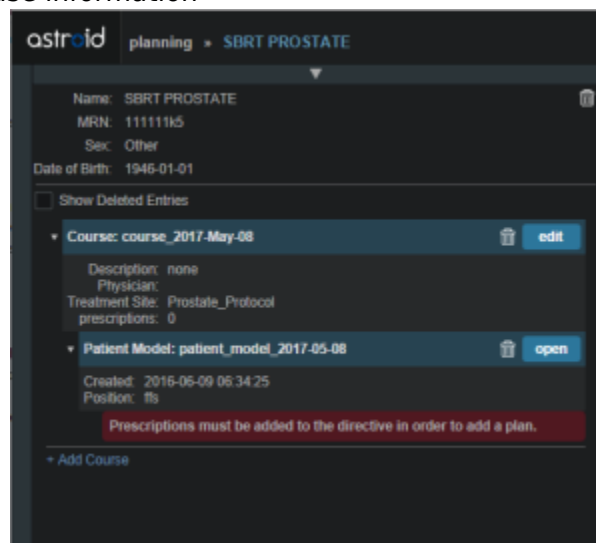 astroid planning » SBRT PROSTATE
Name: SBRT PROSTATE
MRN: 111111k5
Sex: Other
Date of Birth: 1946-01-01
Show Deleted Entries
Course: course_2017-May-08 edit
Description: none
Physician:
Treatment Site: Prostate_Protocol
prescriptions: 0
Patient Model: patient_model_2017-05-08 open
Created: 2016-06-09 06:34:25
Position: ffs
Prescriptions must be added to the directive in order to add a plan.
+ Add Course